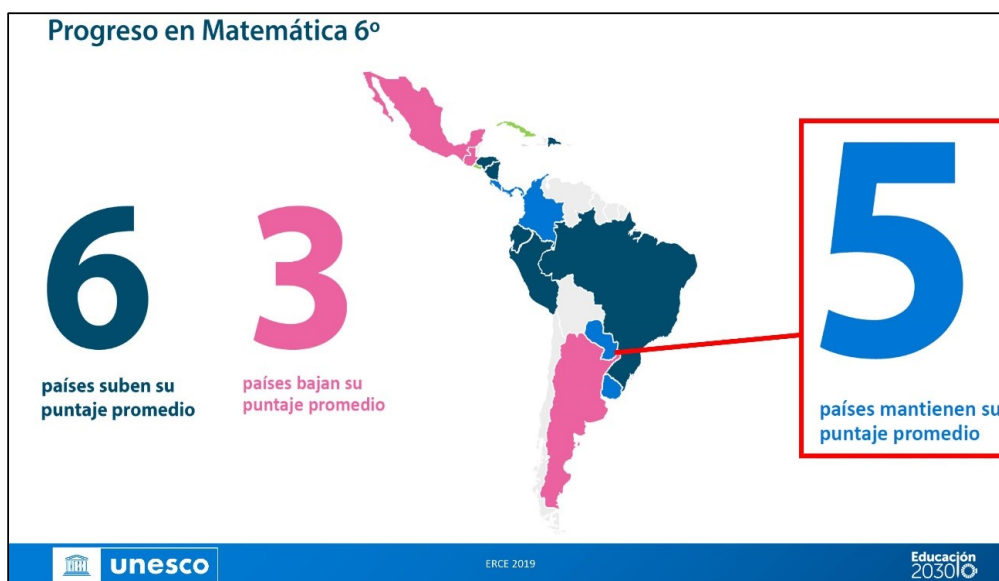 Progreso en Matemática 6º
6
países suben su
puntaje promedio
3
países bajan su
puntaje promedio
5
países mantienen su
puntaje promedio
unesco
ERCE 2019
Educación
2030